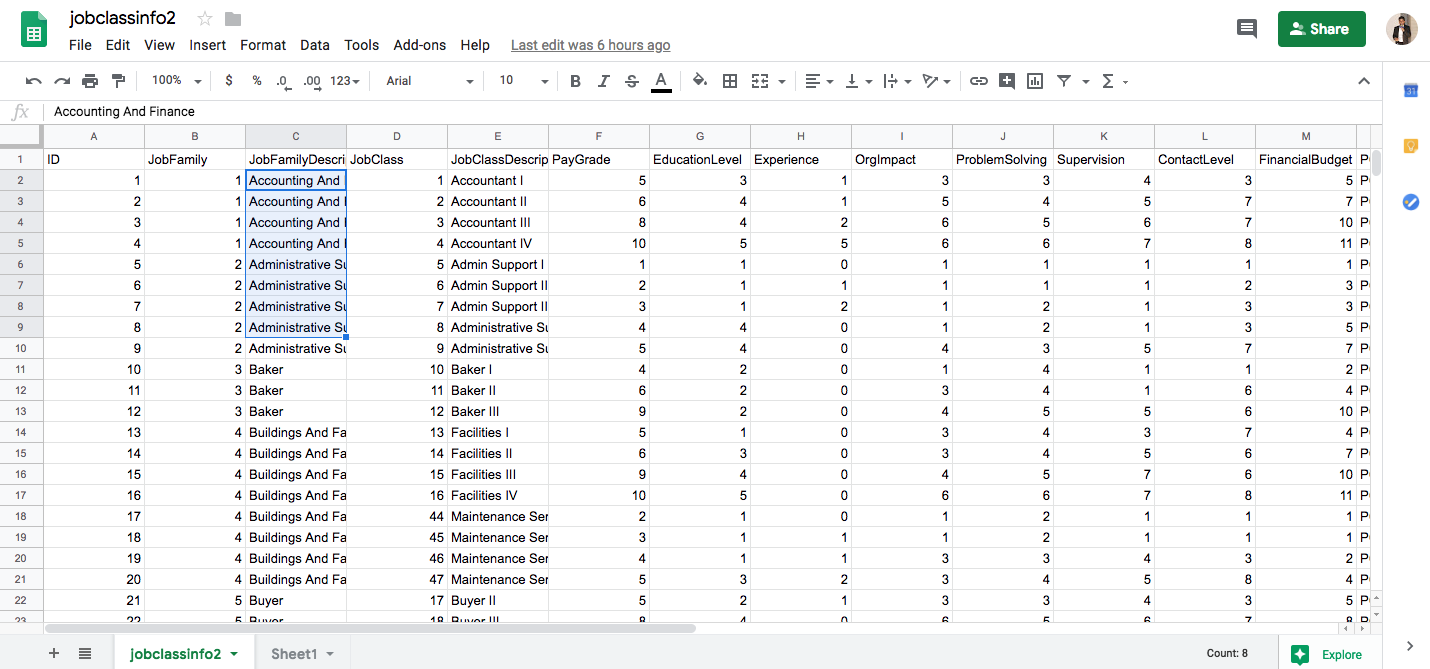 jobclassinfo2
File Edit View Insert Format Data Tools Add-ons Help Last edit was 6 hours ago
Share
100% $ % .0 .00 123 Arial 10 B I S A
fx Accounting And Finance
A B C D E F G H I J K L M
1 ID JobFamily JobFamilyDescri JobClass JobClassDescrip PayGrade EducationLevel Experience OrgImpact ProblemSolving Supervision ContactLevel FinancialBudget P
2 1 1 Accounting And 1 Accountant I 5 3 1 3 3 4 3 5 P
3 2 1 Accounting And 2 Accountant II 6 4 1 5 4 5 7 7 P
4 3 1 Accounting And 3 Accountant III 8 4 2 6 5 6 7 10 P
5 4 1 Accounting And 4 Accountant IV 10 5 5 6 6 7 8 11 P
6 5 2 Administrative Su 5 Admin Support I 1 1 0 1 1 1 1 1 P
7 6 2 Administrative Su 6 Admin Support II 2 1 1 1 1 1 2 3 P
8 7 2 Administrative Su 7 Admin Support II 3 1 2 1 2 1 3 3 P
9 8 2 Administrative Su 8 Administrative Su 4 4 0 1 2 1 3 5 P
10 9 2 Administrative Su 9 Administrative Su 5 4 0 4 3 5 7 7 P
11 10 3 Baker 10 Baker I 4 2 0 1 4 1 1 2 P
12 11 3 Baker 11 Baker II 6 2 0 3 4 1 6 4 P
13 12 3 Baker 12 Baker III 9 2 0 4 5 5 6 10 P
14 13 4 Buildings And Fa 13 Facilities I 5 1 0 3 4 3 7 4 P
15 14 4 Buildings And Fa 14 Facilities II 6 3 0 3 4 5 6 7 P
16 15 4 Buildings And Fa 15 Facilities III 9 4 0 4 5 7 6 10 P
17 16 4 Buildings And Fa 16 Facilities IV 10 5 0 6 6 7 8 11 P
18 17 4 Buildings And Fa 44 Maintenance Ser 2 1 0 1 2 1 1 1 P
19 18 4 Buildings And Fa 45 Maintenance Ser 3 1 1 1 2 1 1 1 P
20 19 4 Buildings And Fa 46 Maintenance Ser 4 1 1 3 3 4 3 2 P
21 20 4 Buildings And Fa 47 Maintenance Ser 5 3 2 3 4 5 8 4 P
22 21 5 Buyer 17 Buyer II 5 2 1 3 3 4 3 5 P
23 22 5 Buyer 18 Buyer III 8 4 0 6 5 6 7 8 P
jobclassinfo2 Sheet1 Count: 8 Explore
31